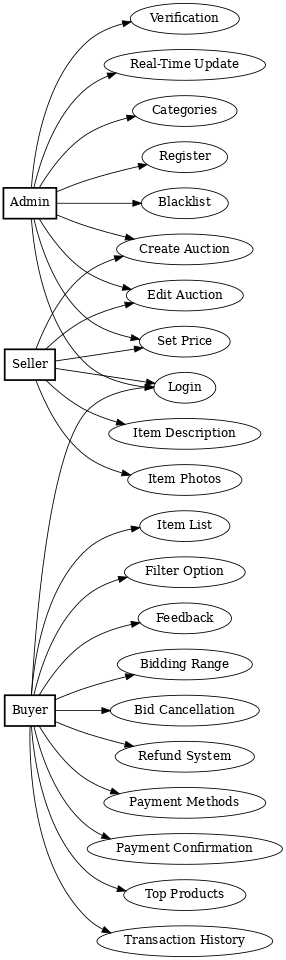 Verification
Real-Time Update
Categories
Register
Admin
Blacklist
Create Auction
Edit Auction
Set Price
Seller
Login
Item Description
Item Photos
Item List
Filter Option
Feedback
Bidding Range
Buyer
Bid Cancellation
Refund System
Payment Methods
Payment Confirmation
Top Products
Transaction History